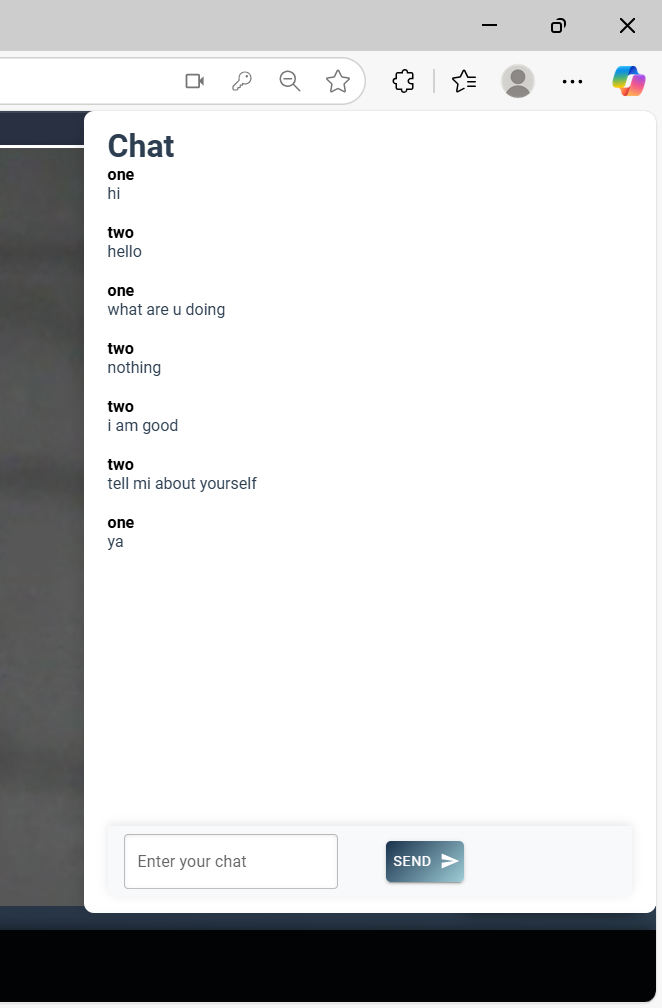 Chat
one
hi
two
hello
one
what are u doing
two
nothing
two
i am good
two
tell mi about yourself
one
ya
Enter your chat
SEND